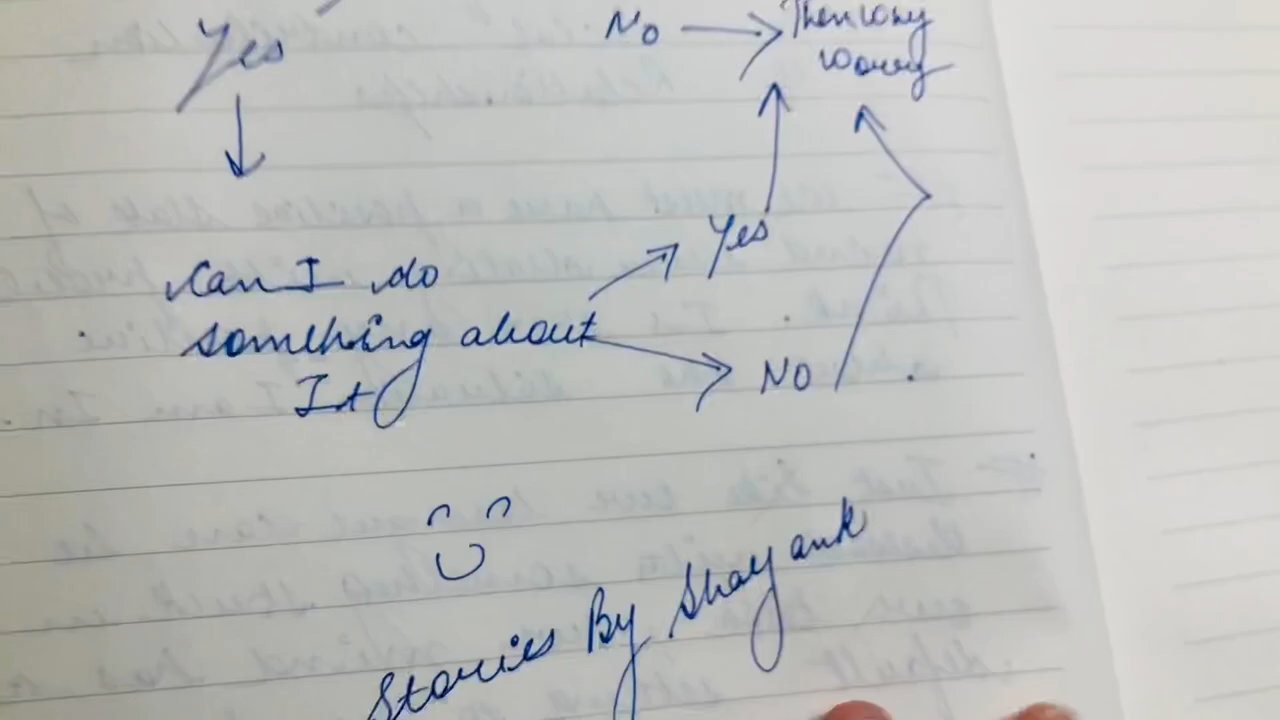 Yes
No
Then why
worry
Yes
Can I do
something about
It
No
Stories By Shayank